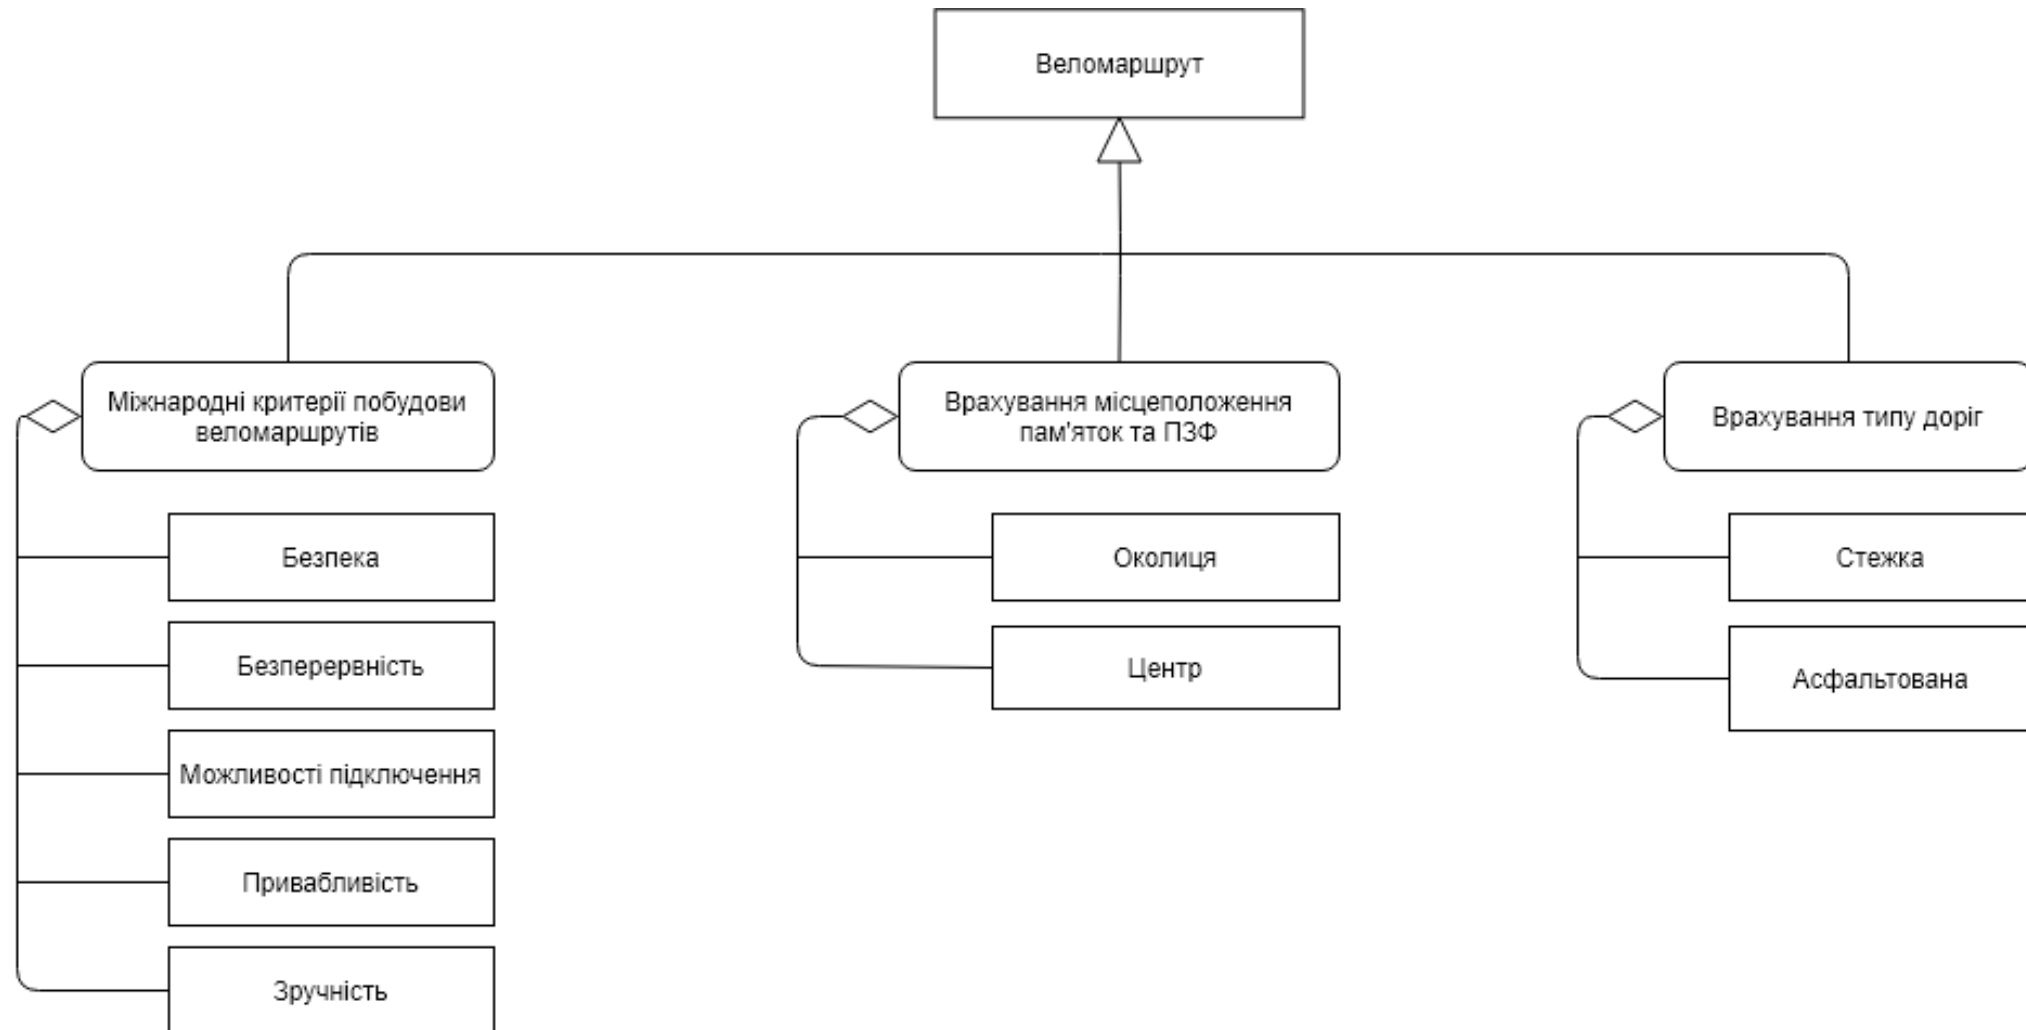 Веломаршрут
Міжнародні критерії побудови
веломаршрутів
Врахування місцеположення
пам'яток та ПЗФ
Врахування типу доріг
Безпека
Безперервність
Можливості підключення
Привабливість
Зручність
Околиця
Центр
Стежка
Асфальтована